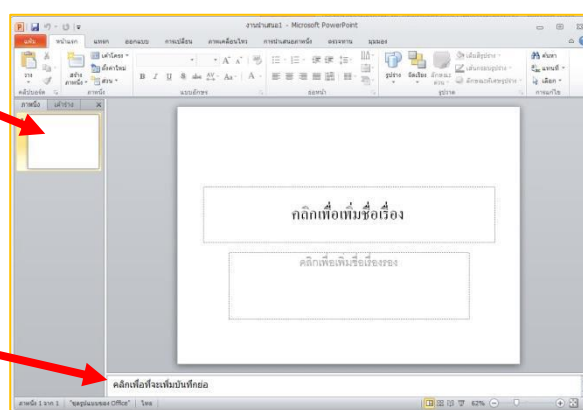 งานนำเสนอ1 - Microsoft PowerPoint
แฟ้ม หน้าแรก แทรก ออกแบบ การเปลี่ยน ภาพเคลื่อนไหว การนำเสนอภาพนิ่ง ตรวจทาน มุมมอง
เค้าโครง
ตั้งค่าใหม่
ส่วน
วาง
สร้าง
ภาพนิ่ง
B I U S abc AV Aa A
รูปร่าง จัดเรียง
ค้นหา
แทนที่
เลือก
คลิปบอร์ด ภาพนิ่ง แบบอักษร ย่อหน้า รูปวาด การแก้ไข
ภาพนิ่ง เค้าร่าง
คลิกเพื่อเพิ่มชื่อเรื่อง
คลิกเพื่อเพิ่มชื่อเรื่องรอง
คลิกเพื่อที่จะเพิ่มบันทึกย่อ
ภาพนิ่ง 1 จาก 1 "ชุดรูปแบบของ Office" ไทย 62%